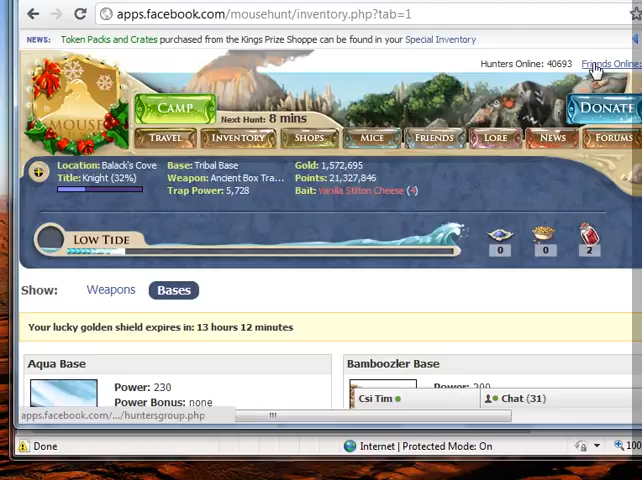 apps.facebook.com/mousehunt/inventory.php?tab=1
NEWS: Token Packs and Crates purchased from the Kings Prize Shoppe can be found in your Special Inventory
Hunters Online: 40693 Friends Online:
CAMP
Next Hunt: 8 mins
DONATE
MOUSE
TRAVEL INVENTORY SHOPS MICE FRIENDS LORE NEWS FORUMS
Location: Balack's Cove Base: Tribal Base Gold: 1,572,695
Title: Knight (32%) Weapon: Ancient Box Tra... Points: 21,327,846
Trap Power: 5,728 Bait: Vanilla Stilton Cheese (4)
LOW TIDE
0 0 2
Show: Weapons Bases
Your lucky golden shield expires in: 13 hours 12 minutes
Aqua Base Bamboozler Base
Power: 230 Power: 200
Power Bonus: none
Csi Tim Chat (31)
apps.facebook.com/.../huntersgroup.php
Done Internet | Protected Mode: On 100